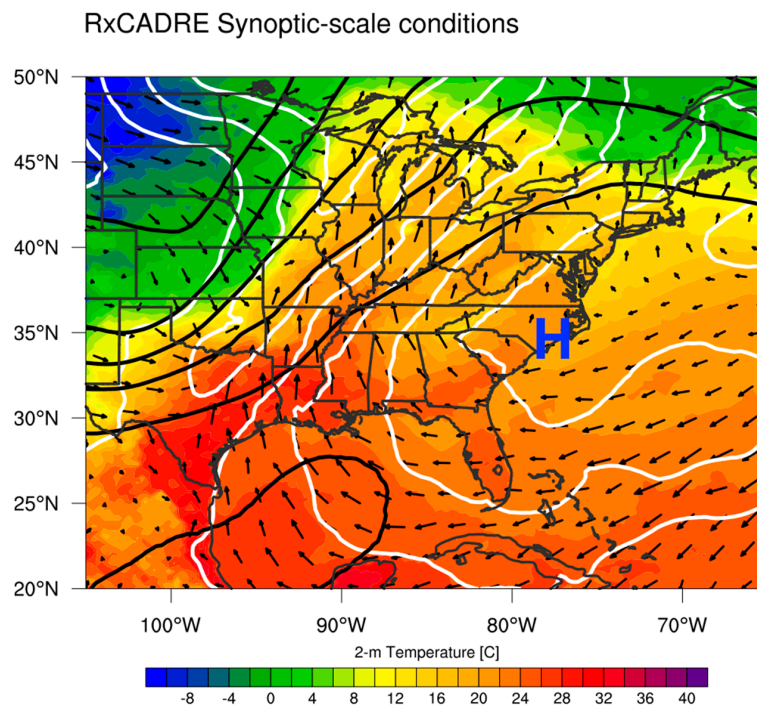 RxCADRE Synoptic-scale conditions
50°N
45°N
40°N
35°N
30°N
25°N
20°N
H
100°W 90°W 80°W 70°W
2-m Temperature [C]
-8 -4 0 4 8 12 16 20 24 28 32 36 40